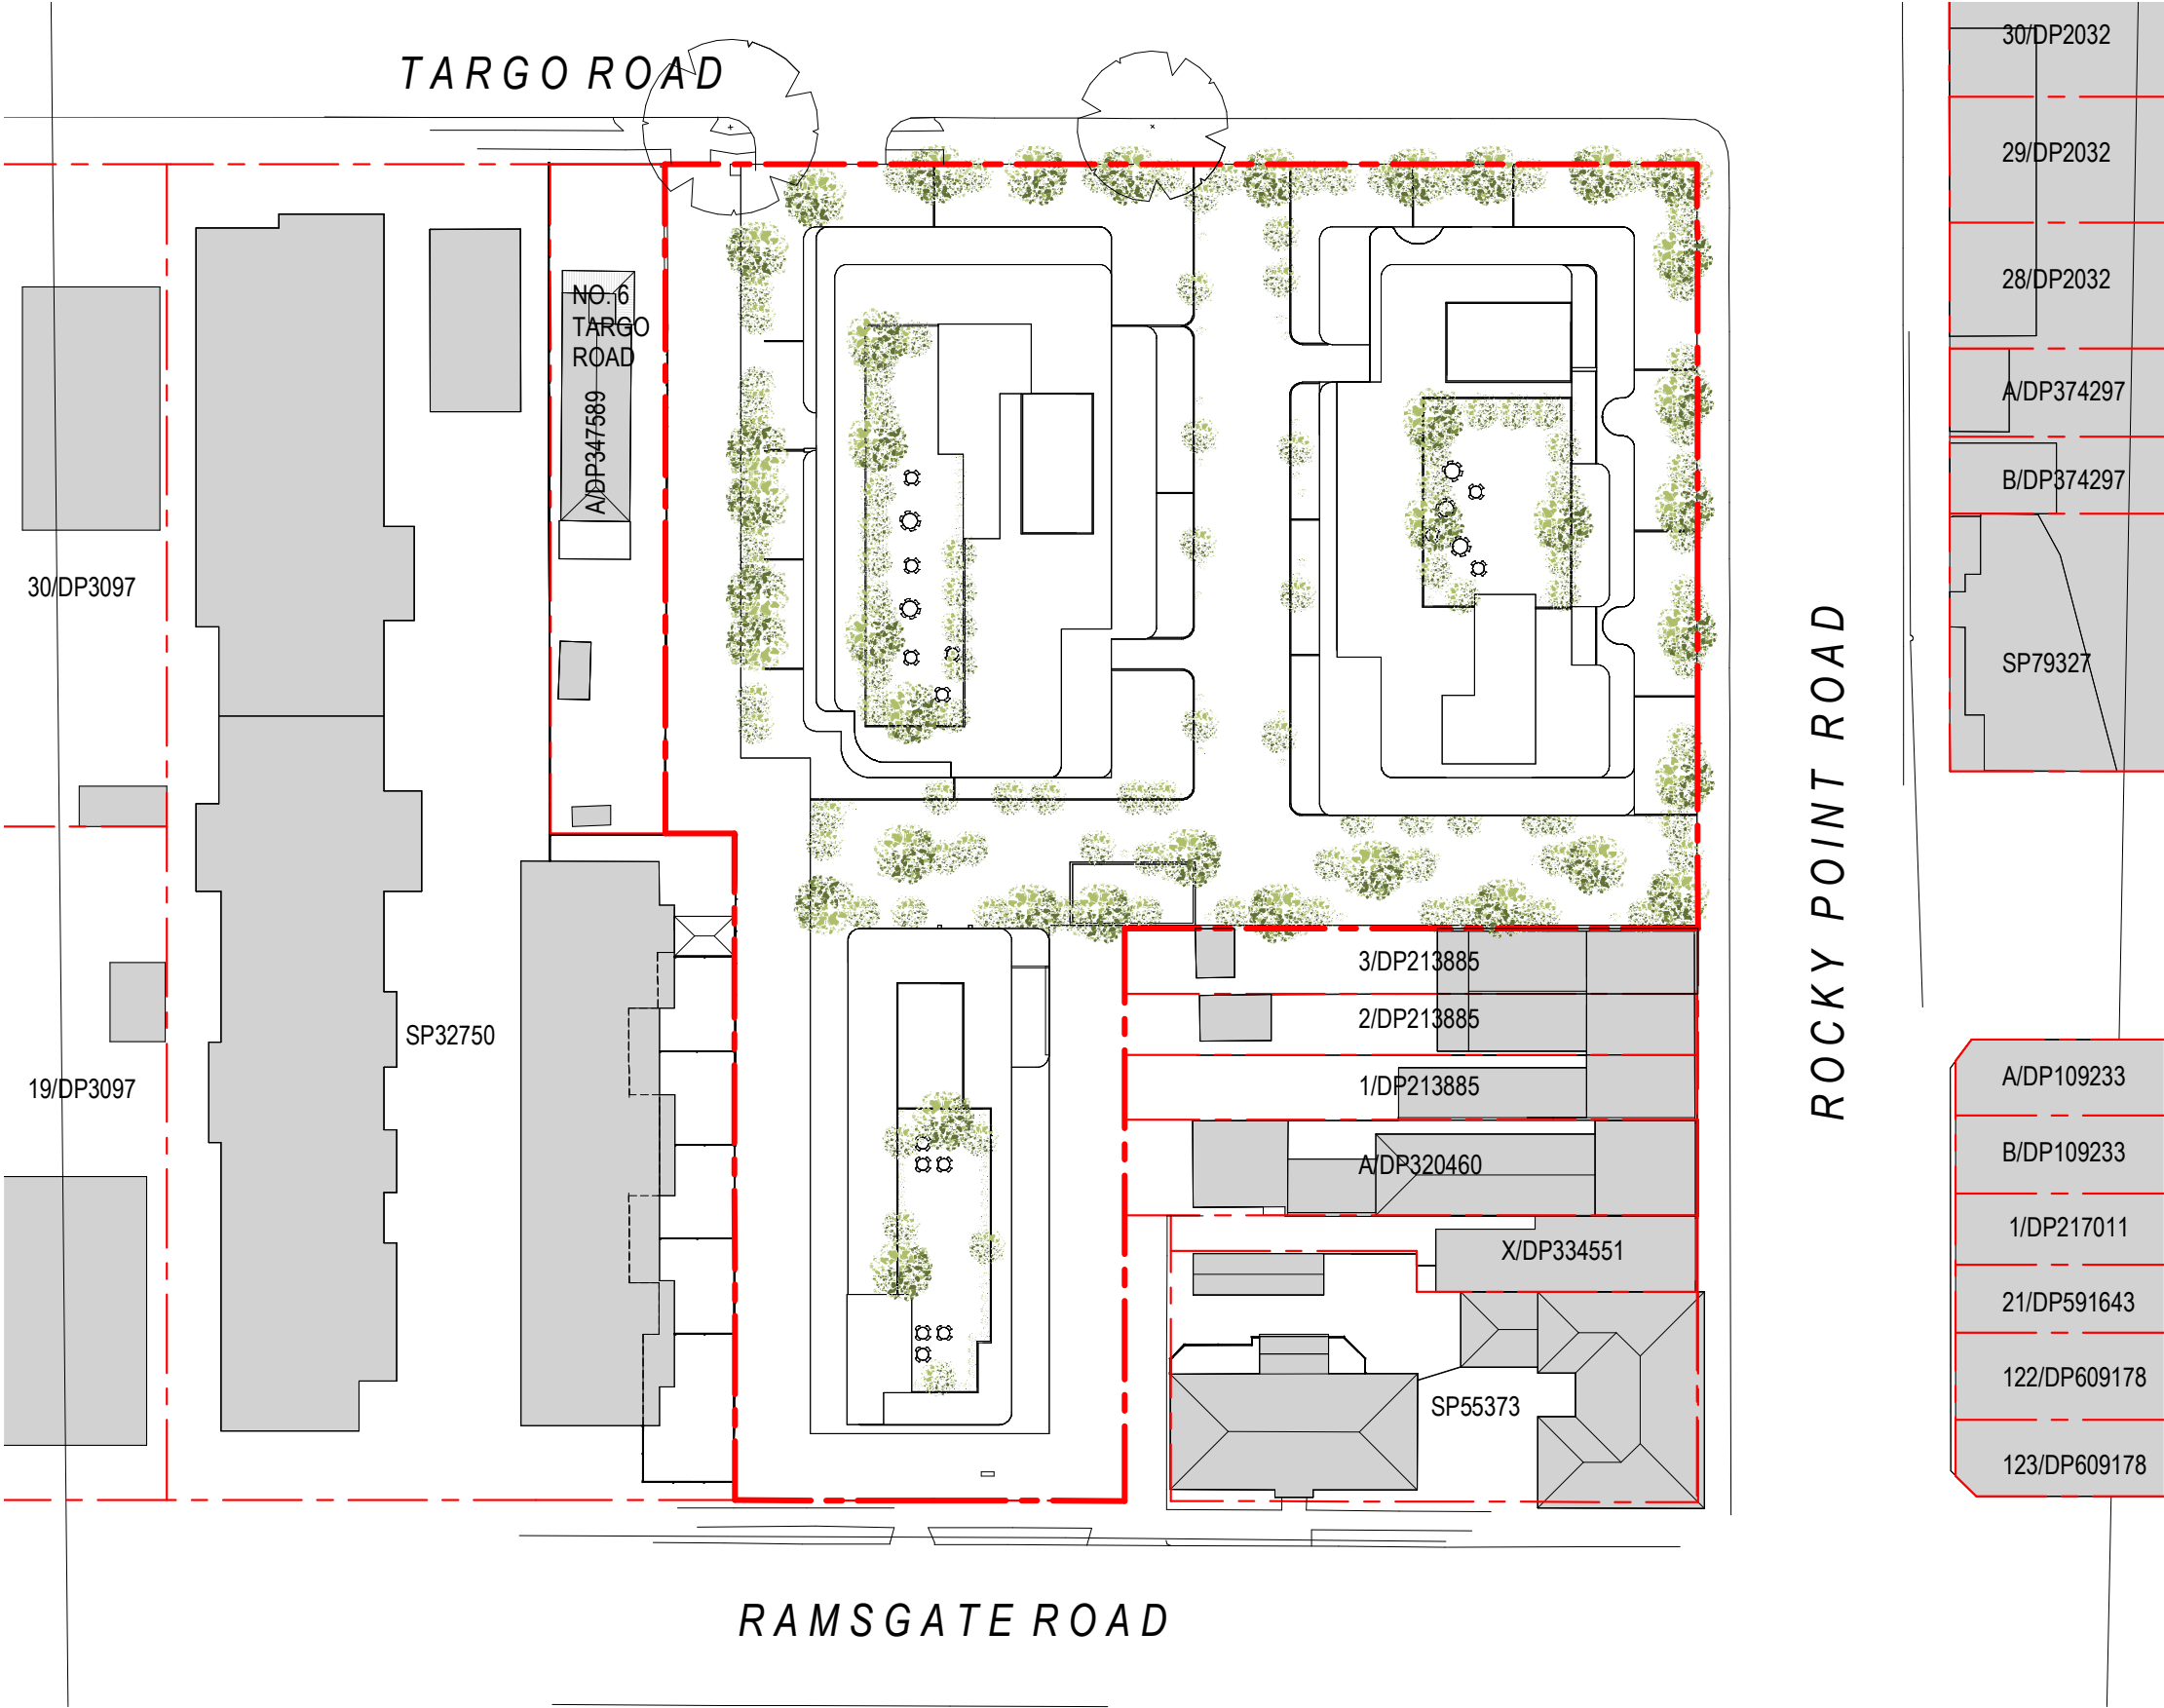 TARGO ROAD
30/DP2032
29/DP2032
28/DP2032
NO. 6
TARGO
ROAD
A/DP347589
A/DP374297
B/DP374297
30/DP3097
SP79327
ROCKY POINT ROAD
3/DP213885
SP32750
2/DP213885
19/DP3097
1/DP213885
A/DP109233
A/DP320460
B/DP109233
X/DP334551
1/DP217011
21/DP591643
SP55373
122/DP609178
123/DP609178
RAMSGATE ROAD